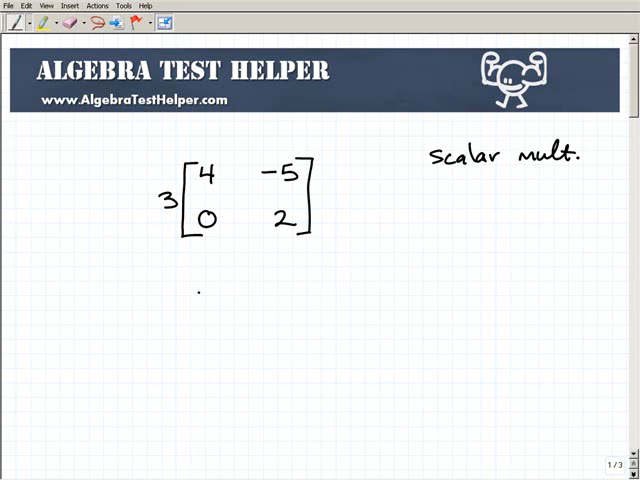 File Edit View Insert Actions Tools Help
ALGEBRA TEST HELPER
www.AlgebraTestHelper.com
scalar mult.
3 [ 4 -5
0 2 ]
1/3